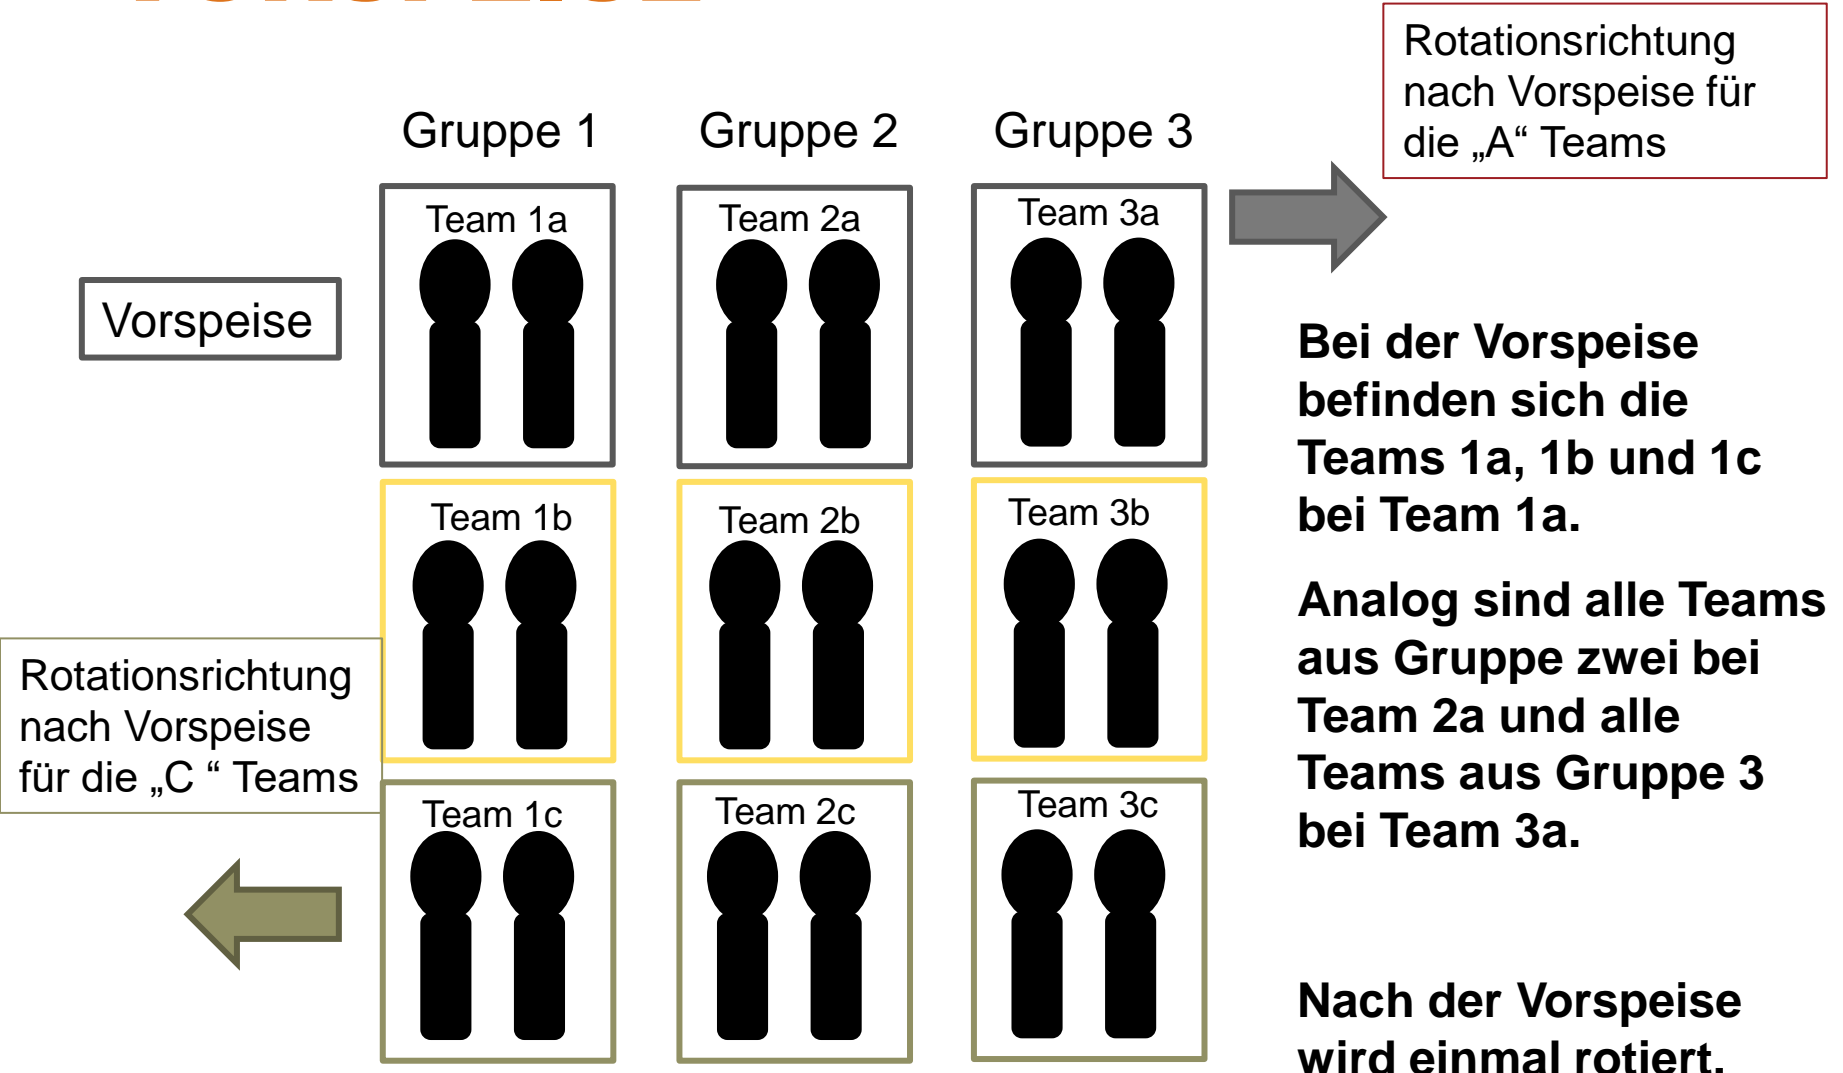 Rotationsrichtung
nach Vorspeise für
die „A“ Teams
Gruppe 1
Gruppe 2
Gruppe 3
Team 1a
Team 2a
Team 3a
Vorspeise
Bei der Vorspeise
befinden sich die
Teams 1a, 1b und 1c
bei Team 1a.
Team 1b
Team 2b
Team 3b
Analog sind alle Teams
aus Gruppe zwei bei
Team 2a und alle
Teams aus Gruppe 3
bei Team 3a.
Rotationsrichtung
nach Vorspeise
für die „C “ Teams
Team 1c
Team 2c
Team 3c
Nach der Vorspeise
wird einmal rotiert.